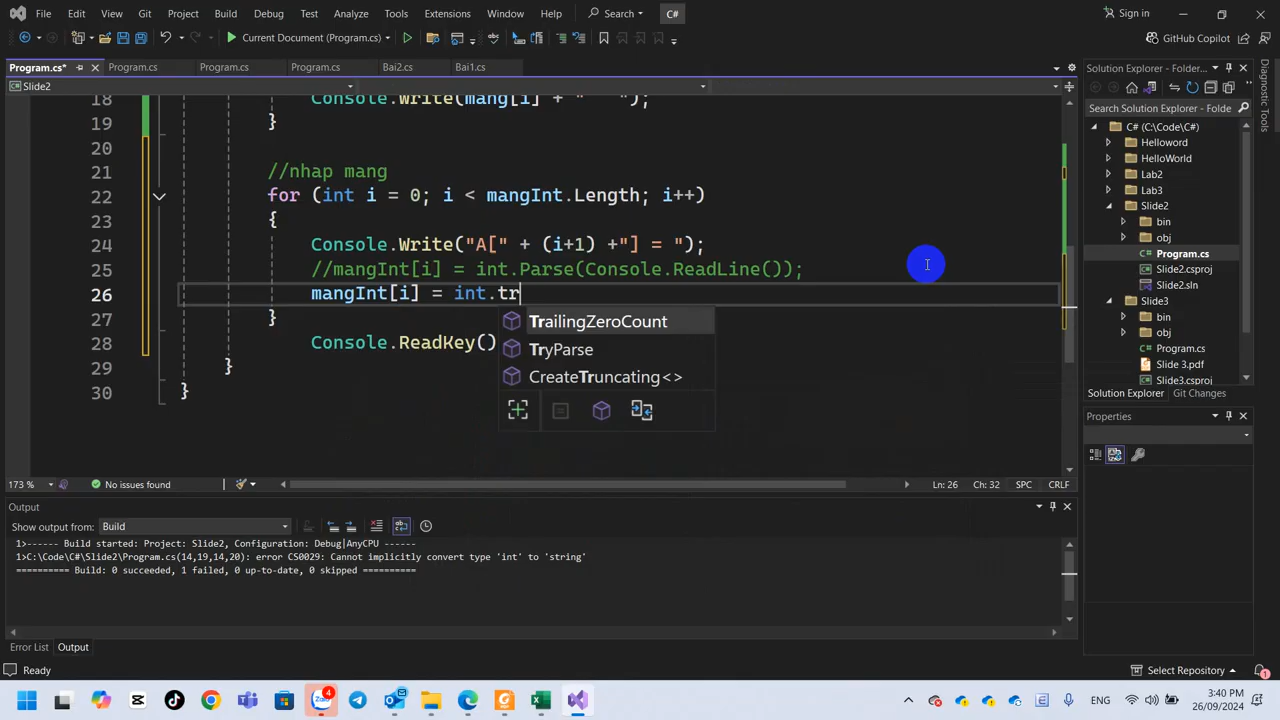 File Edit View Git Project Build Debug Test Analyze Tools Extensions Window Help Search C# Sign in
Current Document (Program.cs) GitHub Copilot
Program.cs* Program.cs Program.cs Program.cs Bai2.cs Bai1.cs
Slide2
18 Console.Write(mang[i] + "   ");
19 }
20
21 //nhap mang
22 for (int i = 0; i < mangInt.Length; i++)
23 {
24 Console.Write("A[" + (i+1) +"] = ");
25 //mangInt[i] = int.Parse(Console.ReadLine());
26 mangInt[i] = int.tr
27 }
28 Console.ReadKey()
29 }
30 }
TrailingZeroCount
TryParse
CreateTruncating<>
173 % No issues found Ln: 26 Ch: 32 SPC CRLF
Output
Show output from: Build
1>------ Build started: Project: Slide2, Configuration: Debug|AnyCPU ------
1>C:\Code\C#\Slide2\Program.cs(14,19,14,20): error CS0029: Cannot implicitly convert type 'int' to 'string'
========== Build: 0 succeeded, 1 failed, 0 up-to-date, 0 skipped ==========
Error List Output
Solution Explorer - Folder...
Search Solution Explorer - Folde
C# (C:\Code\C#)
Helloword
HelloWorld
Lab2
Lab3
Slide2
bin
obj
Program.cs
Slide2.csproj
Slide2.sln
Slide3
bin
obj
Program.cs
Slide 3.pdf
Slide3.csproj
Solution Explorer Git Changes
Properties
Diagnostic Tools
Ready Select Repository 1
4 ENG 3:40 PM
26/09/2024